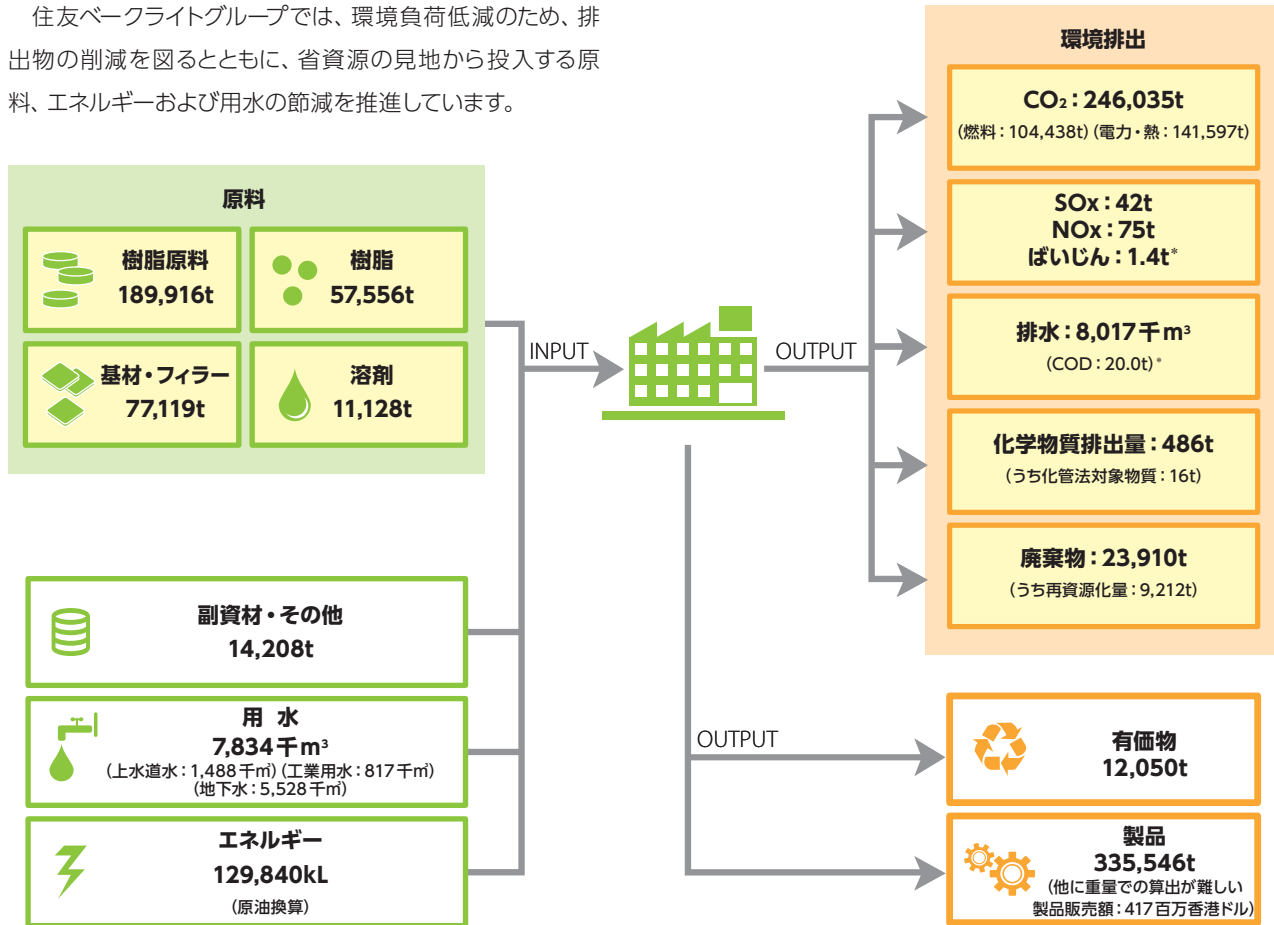 住友ベークライトグループでは、環境負荷低減のため、排
出物の削減を図るとともに、省資源の見地から投入する原
料、エネルギーおよび用水の節減を推進しています。
原料
樹脂原料
189,916t
樹脂
57,556t
基材・フィラー
77,119t
溶剤
11,128t
副資材・その他
14,208t
用 水
7,834千m³
(上水道水：1,488千㎥)(工業用水：817千㎥)
(地下水：5,528千㎥)
エネルギー
129,840kL
(原油換算)
INPUT
OUTPUT
環境排出
CO₂：246,035t
(燃料：104,438t)(電力・熱：141,597t)
SOx：42t
NOx：75t
ばいじん：1.4t*
排水：8,017千m³
(COD：20.0t)*
化学物質排出量：486t
(うち化管法対象物質：16t)
廃棄物：23,910t
(うち再資源化量：9,212t)
OUTPUT
有価物
12,050t
製品
335,546t
(他に重量での算出が難しい
製品販売額：417百万香港ドル)